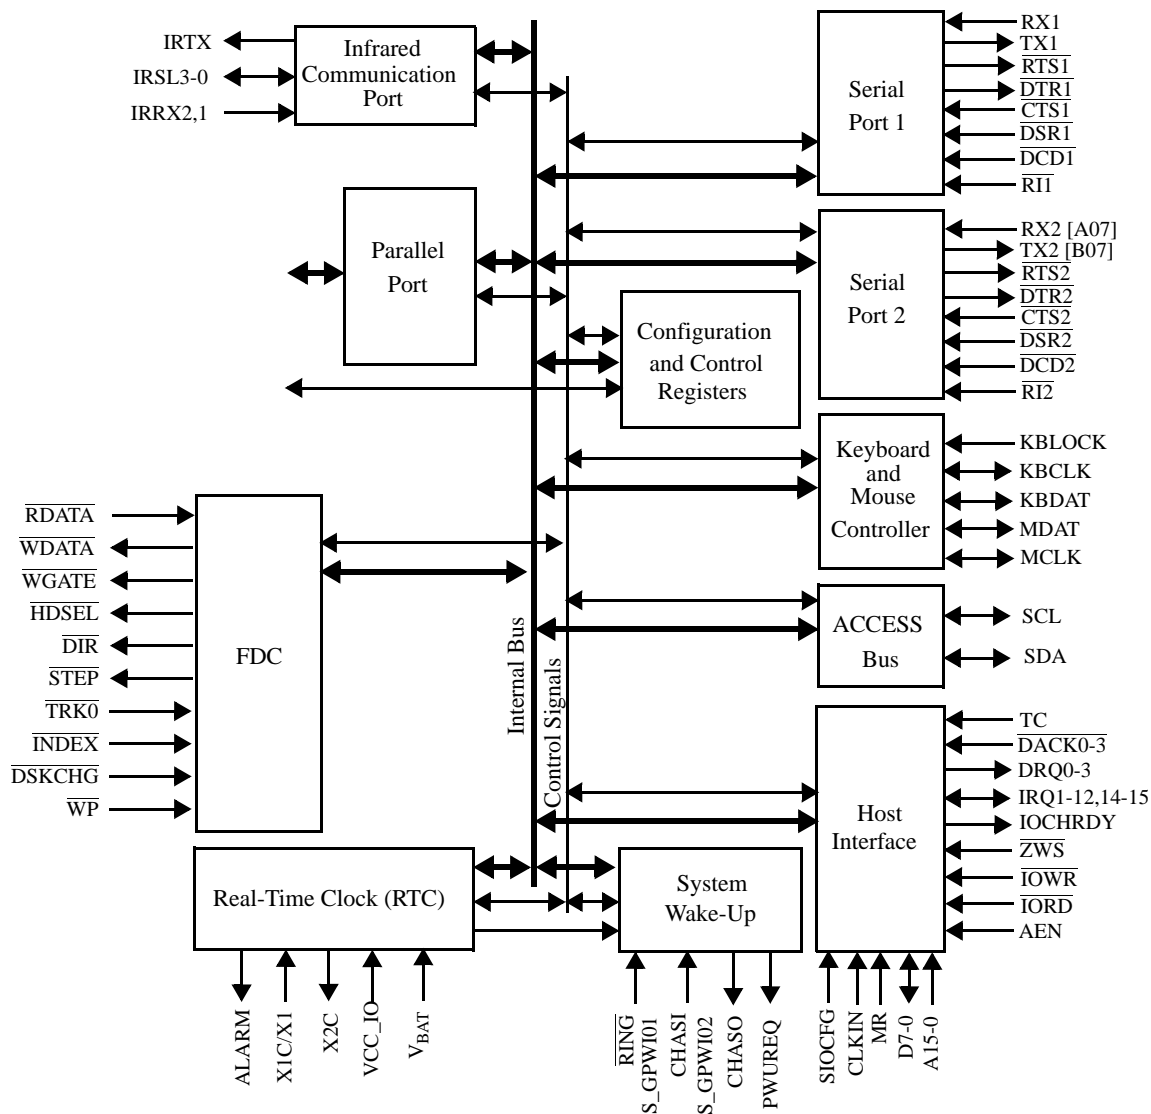 IRTX
IRSL3-0
IRRX2,1
Infrared
Communication
Port
Parallel
Port
Serial
Port 1
RX1
TX1
RTS1
DTR1
CTS1
DSR1
DCD1
RI1
Serial
Port 2
RX2 [A07]
TX2 [B07]
RTS2
DTR2
CTS2
DSR2
DCD2
RI2
Configuration
and Control
Registers
Keyboard
and
Mouse
Controller
KBLOCK
KBCLK
KBDAT
MDAT
MCLK
RDATA
WDATA
WGATE
HDSEL
DIR
STEP
TRK0
INDEX
DSKCHG
WP
FDC
Internal Bus
Control Signals
ACCESS
Bus
SCL
SDA
Host
Interface
TC
DACK0-3
DRQ0-3
IRQ1-12,14-15
IOCHRDY
ZWS
IOWR
IORD
AEN
Real-Time Clock (RTC)
System
Wake-Up
ALARM
X1C/X1
X2C
VCC_IO
VBAT
RING
S_GPWI01
CHASI
S_GPWI02
CHASO
PWUREQ
SIOCFG
CLKIN
MR
D7-0
A15-0